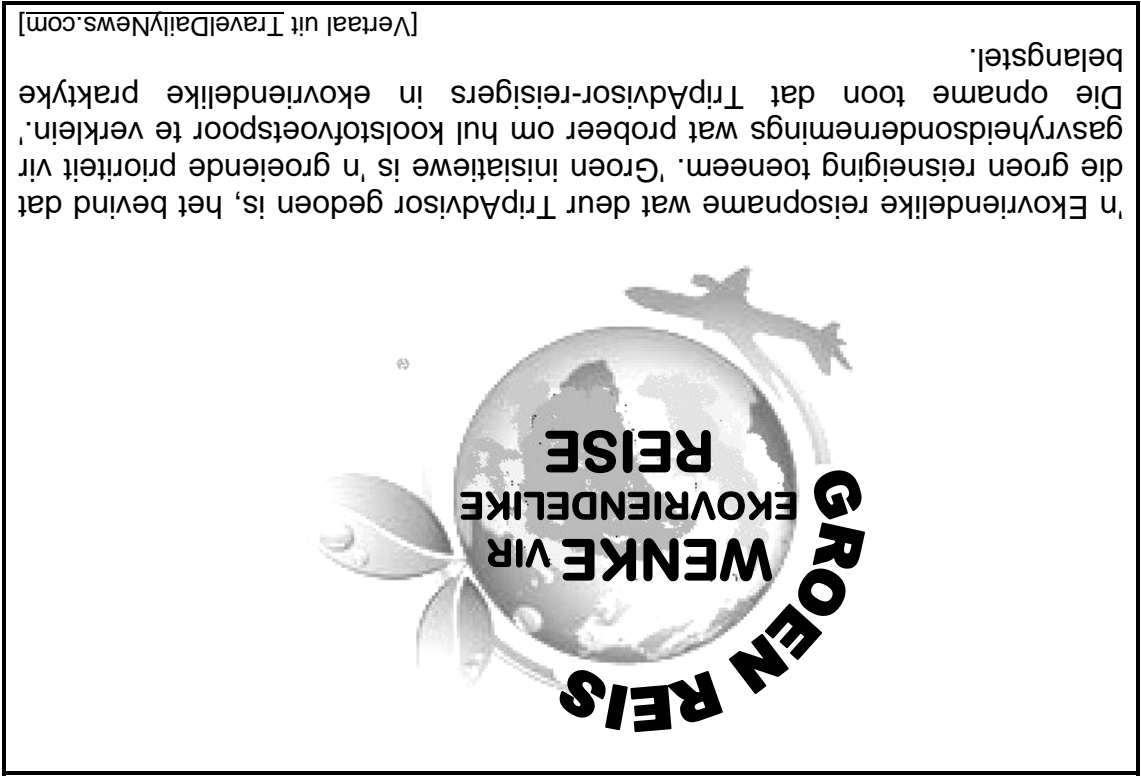 GROEN REIS
WENKE VIR
EKOVRIENDELIKE
REISE
'n Ekovriendelike reisopname wat deur TripAdvisor gedoen is, het bevind dat
die groen reisneiging toeneem. 'Groen inisiatiewe is 'n groeiende prioriteit vir
gasvryheidsondernemings wat probeer om hul koolstofvoetspoor te verklein.'
Die opname toon dat TripAdvisor-reisigers in ekovriendelike praktyke
belangstel.
[Vertaal uit TravelDailyNews.com]